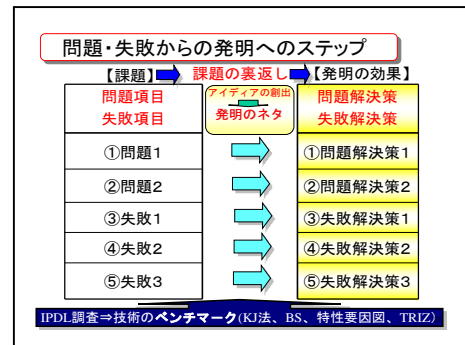 問題・失敗からの発明へのステップ
【課題】 課題の裏返し 【発明の効果】
問題項目
失敗項目
アイディアの創出
発明のネタ
問題解決策
失敗解決策
①問題1 ①問題解決策1
②問題2 ②問題解決策2
③失敗1 ③失敗解決策1
④失敗2 ④失敗解決策2
⑤失敗3 ⑤失敗解決策3
IPDL調査⇒技術のベンチマーク(KJ法、BS、特性要因図、TRIZ)